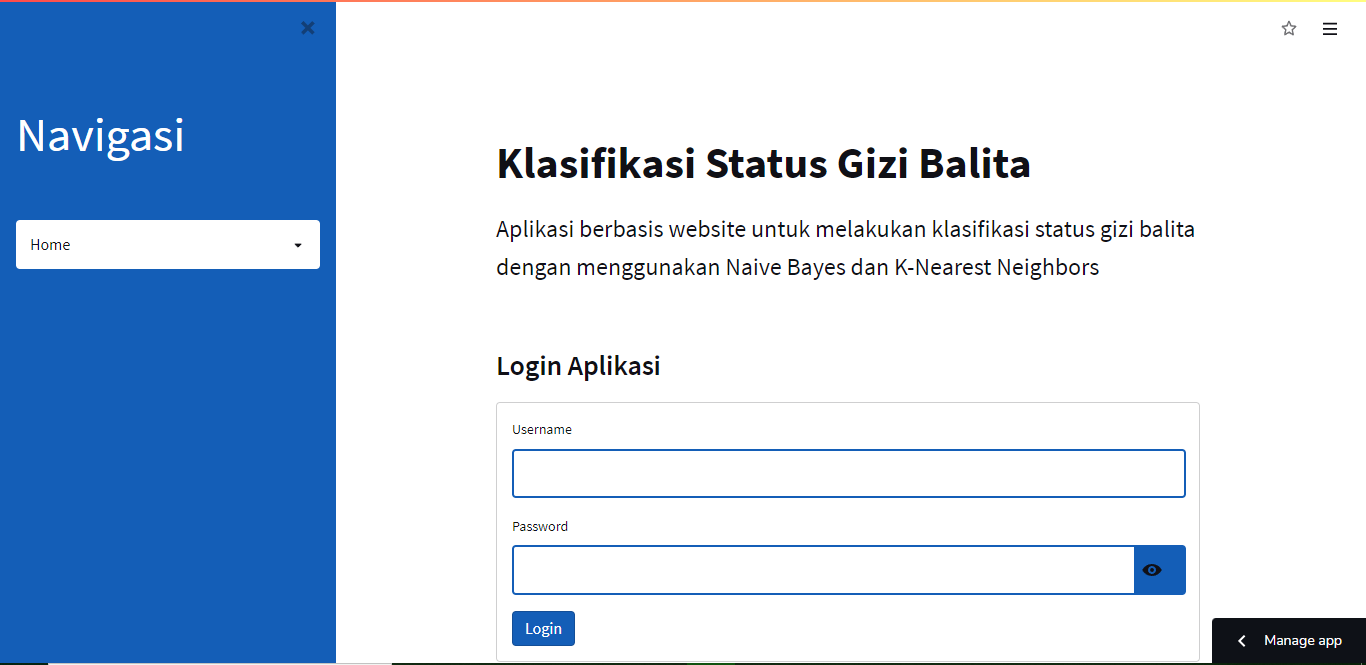 Navigasi
Home
Klasifikasi Status Gizi Balita
Aplikasi berbasis website untuk melakukan klasifikasi status gizi balita
dengan menggunakan Naive Bayes dan K-Nearest Neighbors
Login Aplikasi
Username
Password
Login
Manage app